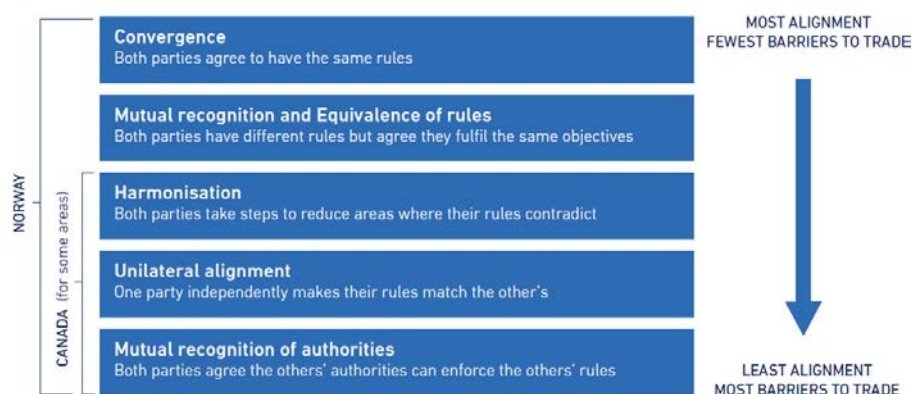 Convergence
Both parties agree to have the same rules
Mutual recognition and Equivalence of rules
Both parties have different rules but agree they fulfil the same objectives
Harmonisation
Both parties take steps to reduce areas where their rules contradict
Unilateral alignment
One party independently makes their rules match the other's
Mutual recognition of authorities
Both parties agree the others' authorities can enforce the others' rules
NORWAY
CANADA (for some areas)
MOST ALIGNMENT
FEWEST BARRIERS TO TRADE
LEAST ALIGNMENT
MOST BARRIERS TO TRADE